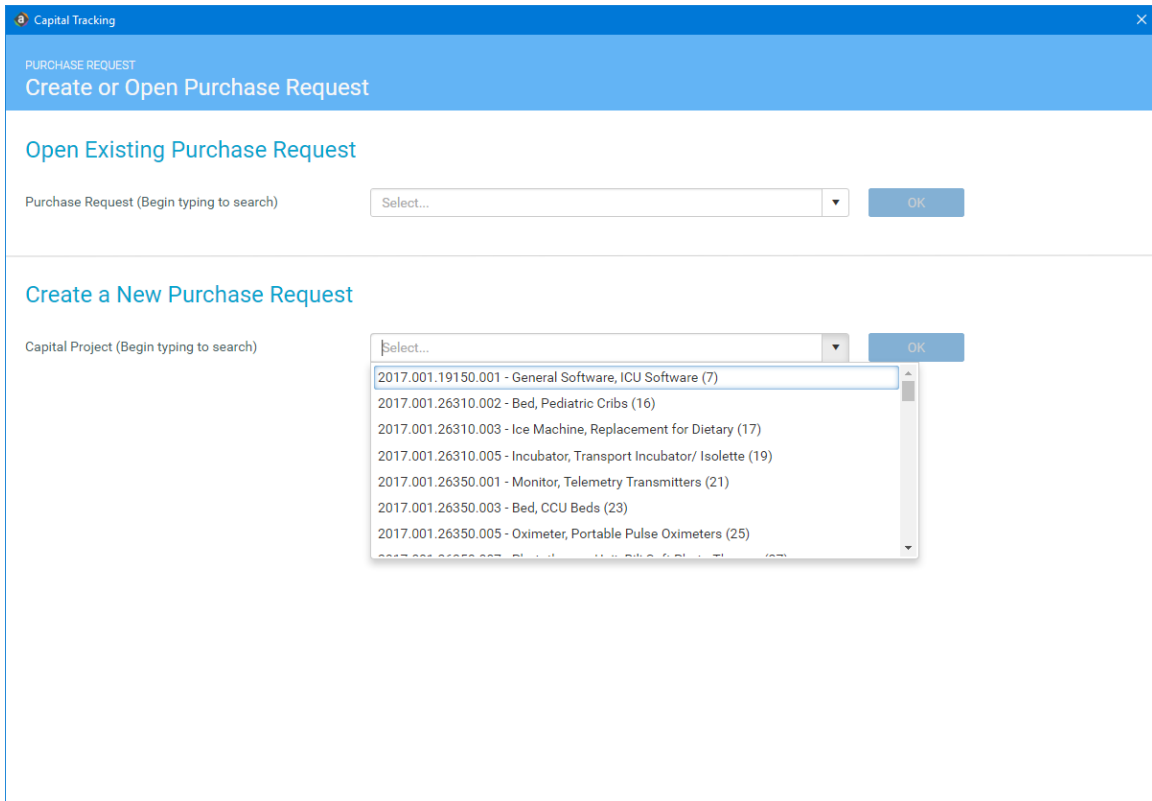 Capital Tracking
PURCHASE REQUEST
Create or Open Purchase Request
Open Existing Purchase Request
Purchase Request (Begin typing to search) Select... OK
Create a New Purchase Request
Capital Project (Begin typing to search) Select... OK
2017.001.19150.001 - General Software, ICU Software (7)
2017.001.26310.002 - Bed, Pediatric Cribs (16)
2017.001.26310.003 - Ice Machine, Replacement for Dietary (17)
2017.001.26310.005 - Incubator, Transport Incubator/ Isolette (19)
2017.001.26350.001 - Monitor, Telemetry Transmitters (21)
2017.001.26350.003 - Bed, CCU Beds (23)
2017.001.26350.005 - Oximeter, Portable Pulse Oximeters (25)